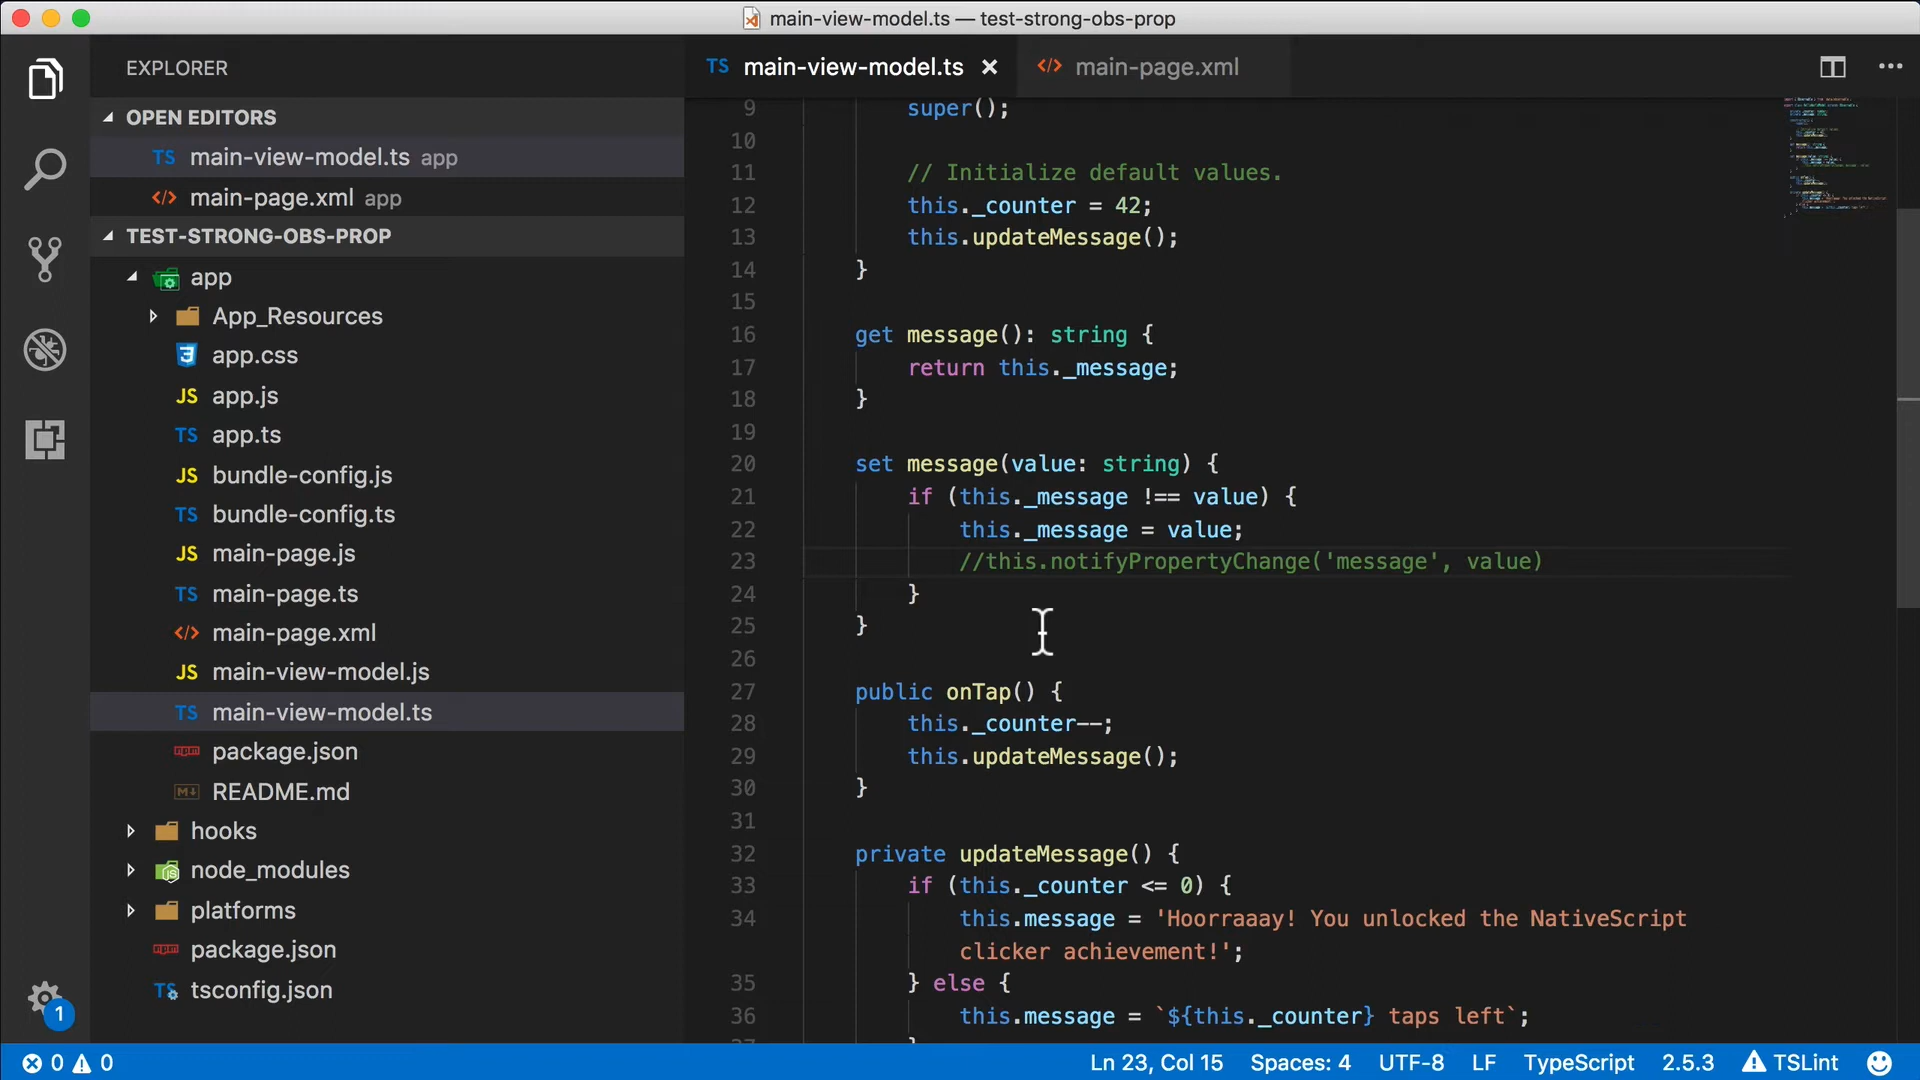 main-view-model.ts — test-strong-obs-prop
EXPLORER
OPEN EDITORS
TS main-view-model.ts app
</> main-page.xml app
TEST-STRONG-OBS-PROP
app
App_Resources
app.css
JS app.js
TS app.ts
JS bundle-config.js
TS bundle-config.ts
JS main-page.js
TS main-page.ts
</> main-page.xml
JS main-view-model.js
TS main-view-model.ts
package.json
M↓ README.md
hooks
node_modules
platforms
package.json
TS tsconfig.json
1
TS main-view-model.ts ×
</> main-page.xml
9 super();
10
11 // Initialize default values.
12 this._counter = 42;
13 this.updateMessage();
14 }
15
16 get message(): string {
17 return this._message;
18 }
19
20 set message(value: string) {
21 if (this._message !== value) {
22 this._message = value;
23 //this.notifyPropertyChange('message', value)
24 }
25 }
26
27 public onTap() {
28 this._counter--;
29 this.updateMessage();
30 }
31
32 private updateMessage() {
33 if (this._counter <= 0) {
34 this.message = 'Hoorraaay! You unlocked the NativeScript
clicker achievement!';
35 } else {
36 this.message = `${this._counter} taps left`;
0 0
Ln 23, Col 15 Spaces: 4 UTF-8 LF TypeScript 2.5.3 TSLint